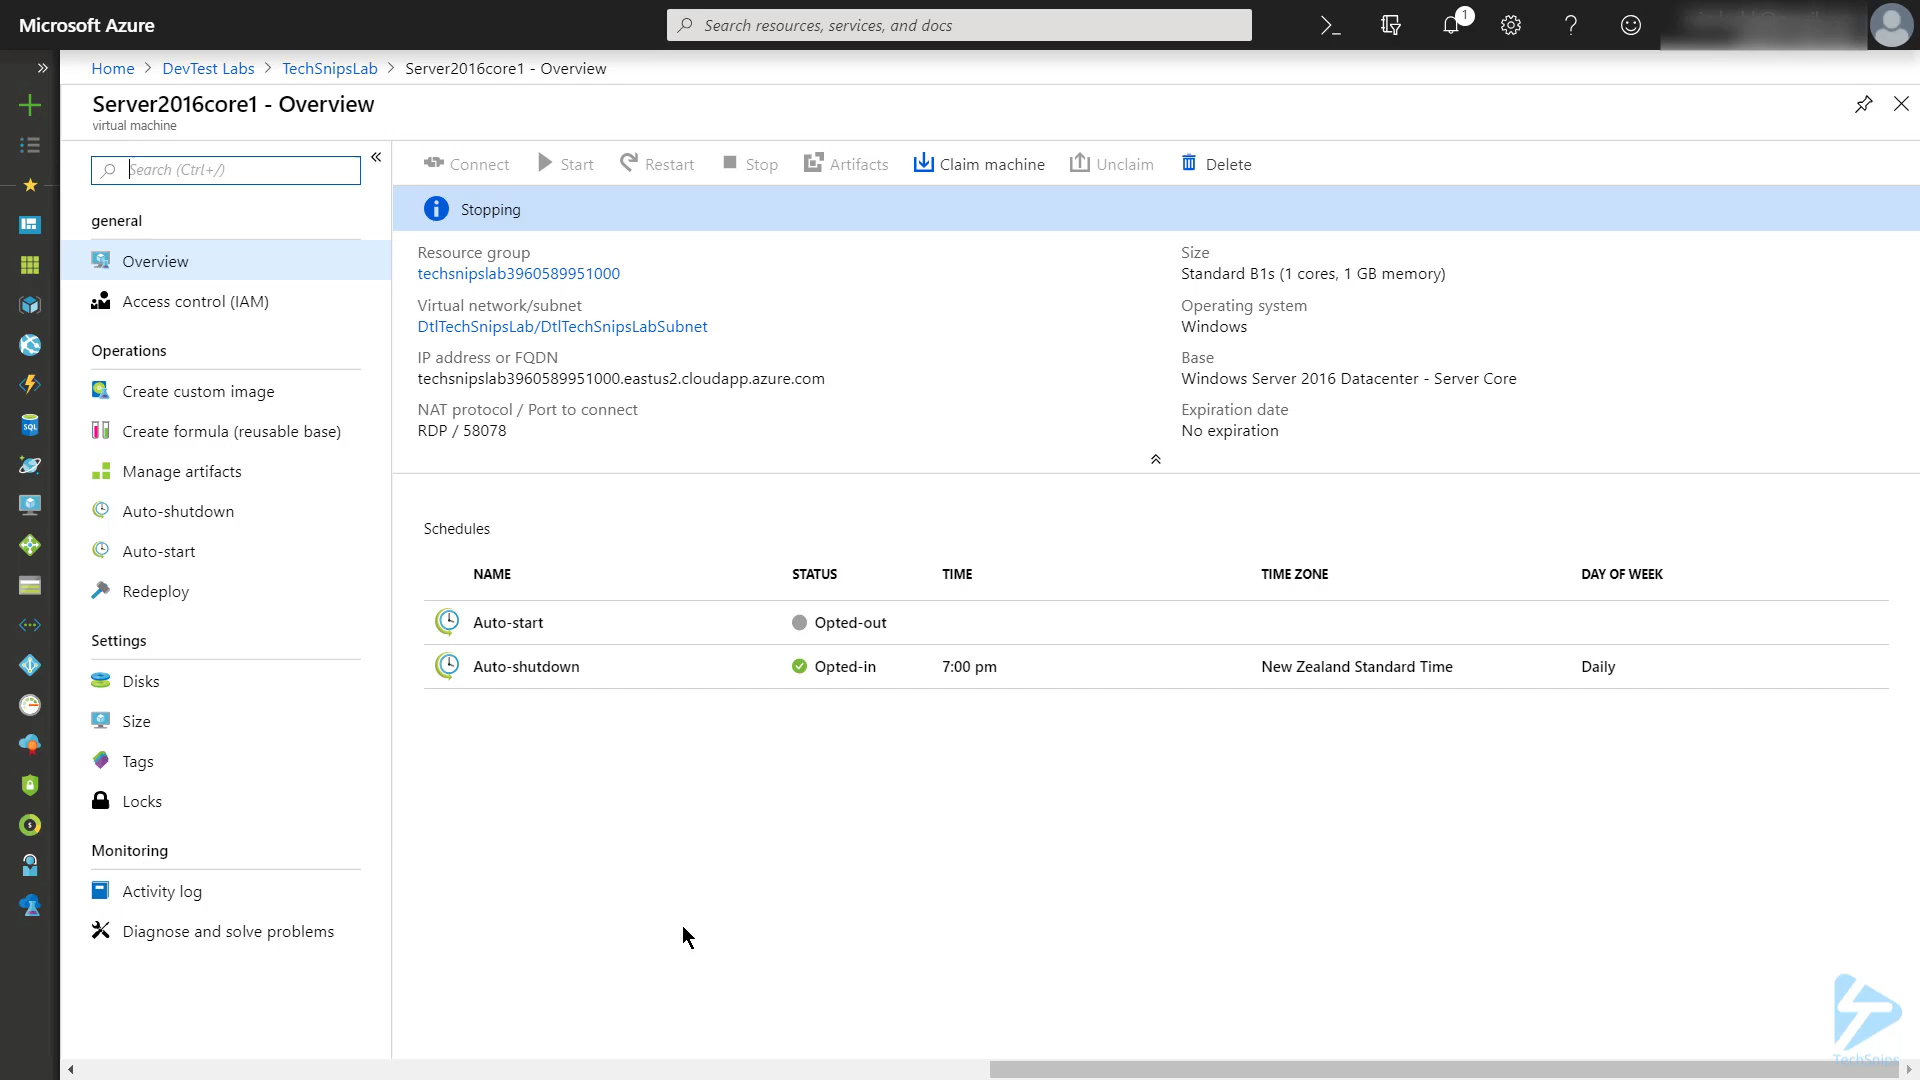 Microsoft Azure
Search resources, services, and docs
1
Home > DevTest Labs > TechSnipsLab > Server2016core1 - Overview
Server2016core1 - Overview
virtual machine
Search (Ctrl+/)
general
Overview
Access control (IAM)
Operations
Create custom image
Create formula (reusable base)
Manage artifacts
Auto-shutdown
Auto-start
Redeploy
Settings
Disks
Size
Tags
Locks
Monitoring
Activity log
Diagnose and solve problems
Connect Start Restart Stop Artifacts Claim machine Unclaim Delete
Stopping
Resource group
techsnipslab3960589951000
Virtual network/subnet
DtlTechSnipsLab/DtlTechSnipsLabSubnet
IP address or FQDN
techsnipslab3960589951000.eastus2.cloudapp.azure.com
NAT protocol / Port to connect
RDP / 58078
Size
Standard B1s (1 cores, 1 GB memory)
Operating system
Windows
Base
Windows Server 2016 Datacenter - Server Core
Expiration date
No expiration
Schedules
NAME STATUS TIME TIME ZONE DAY OF WEEK
Auto-start Opted-out
Auto-shutdown Opted-in 7:00 pm New Zealand Standard Time Daily
TechSnips